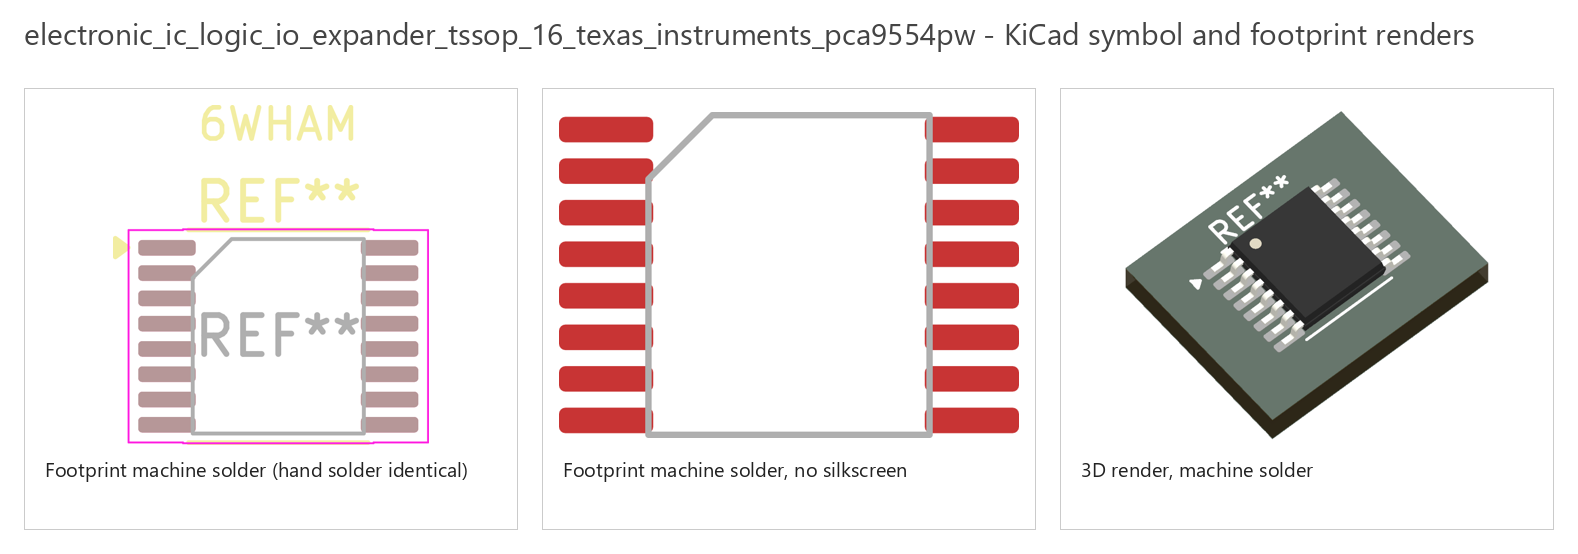 electronic_ic_logic_io_expander_tssop_16_texas_instruments_pca9554pw - KiCad symbol and footprint renders
6WHAM
REF**
REF**
Footprint machine solder (hand solder identical)
Footprint machine solder, no silkscreen
REF**
3D render, machine solder